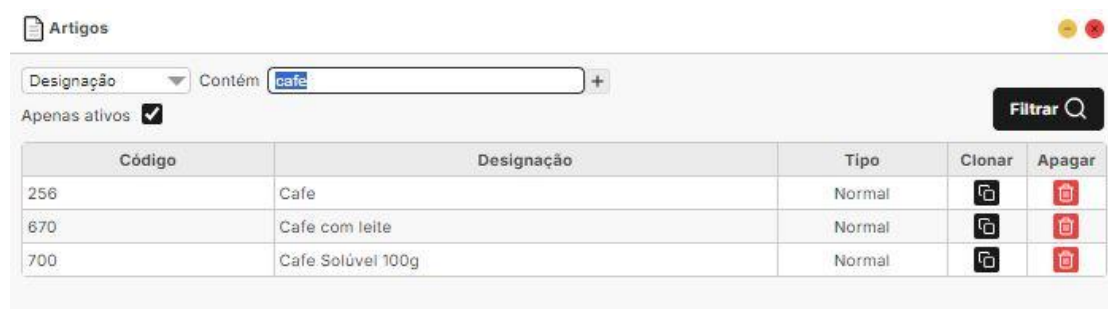 Artigos
Designação Contém cafe +
Apenas ativos Filtrar
Código Designação Tipo Clonar Apagar
256 Cafe Normal
670 Cafe com leite Normal
700 Cafe Solúvel 100g Normal